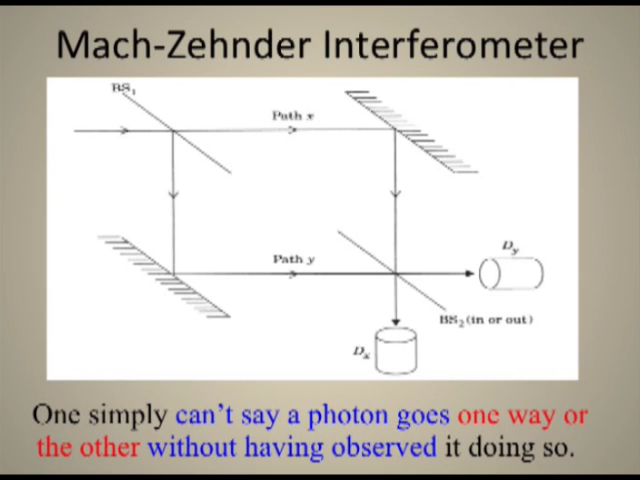 Mach-Zehnder Interferometer
BS₁
Path x
Path y
D_y
BS₂ (in or out)
Dₓ
One simply can't say a photon goes one way or
the other without having observed it doing so.